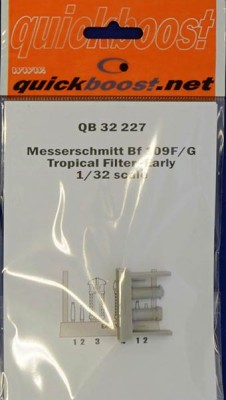 quickboost
www.
quickboost.net
QB 32 227
Messerschmitt Bf 109F/G
Tropical Filter-Early
1/32 scale
1 2 3 1 2